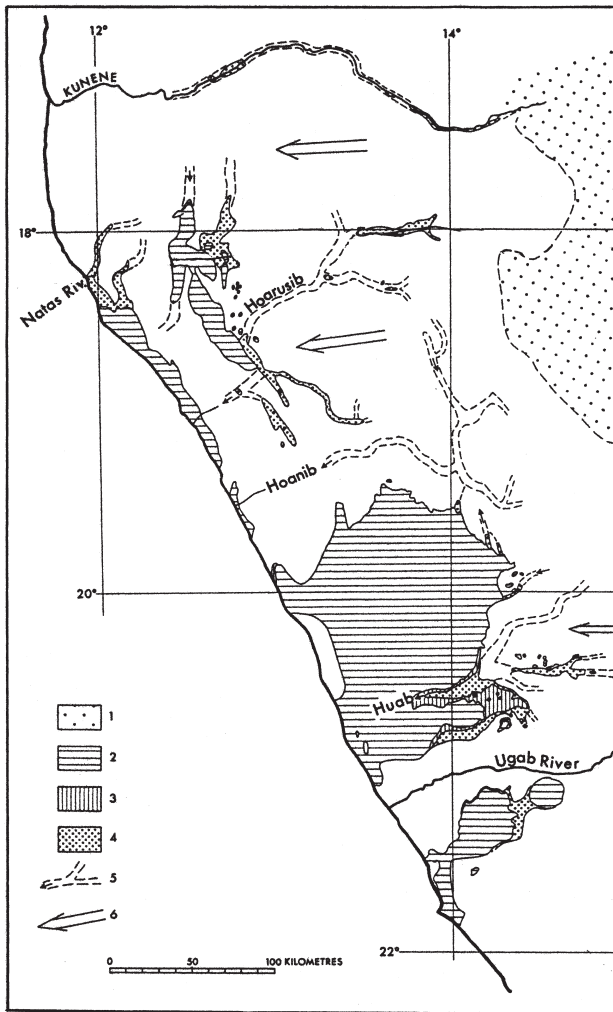 12°
14°
KUNENE
18°
Natas Riv.
Hoarusib
Hoanib
20°
Huab
Ugab River
1
2
3
4
5
6
0 50 100 KILOMETRES
22°